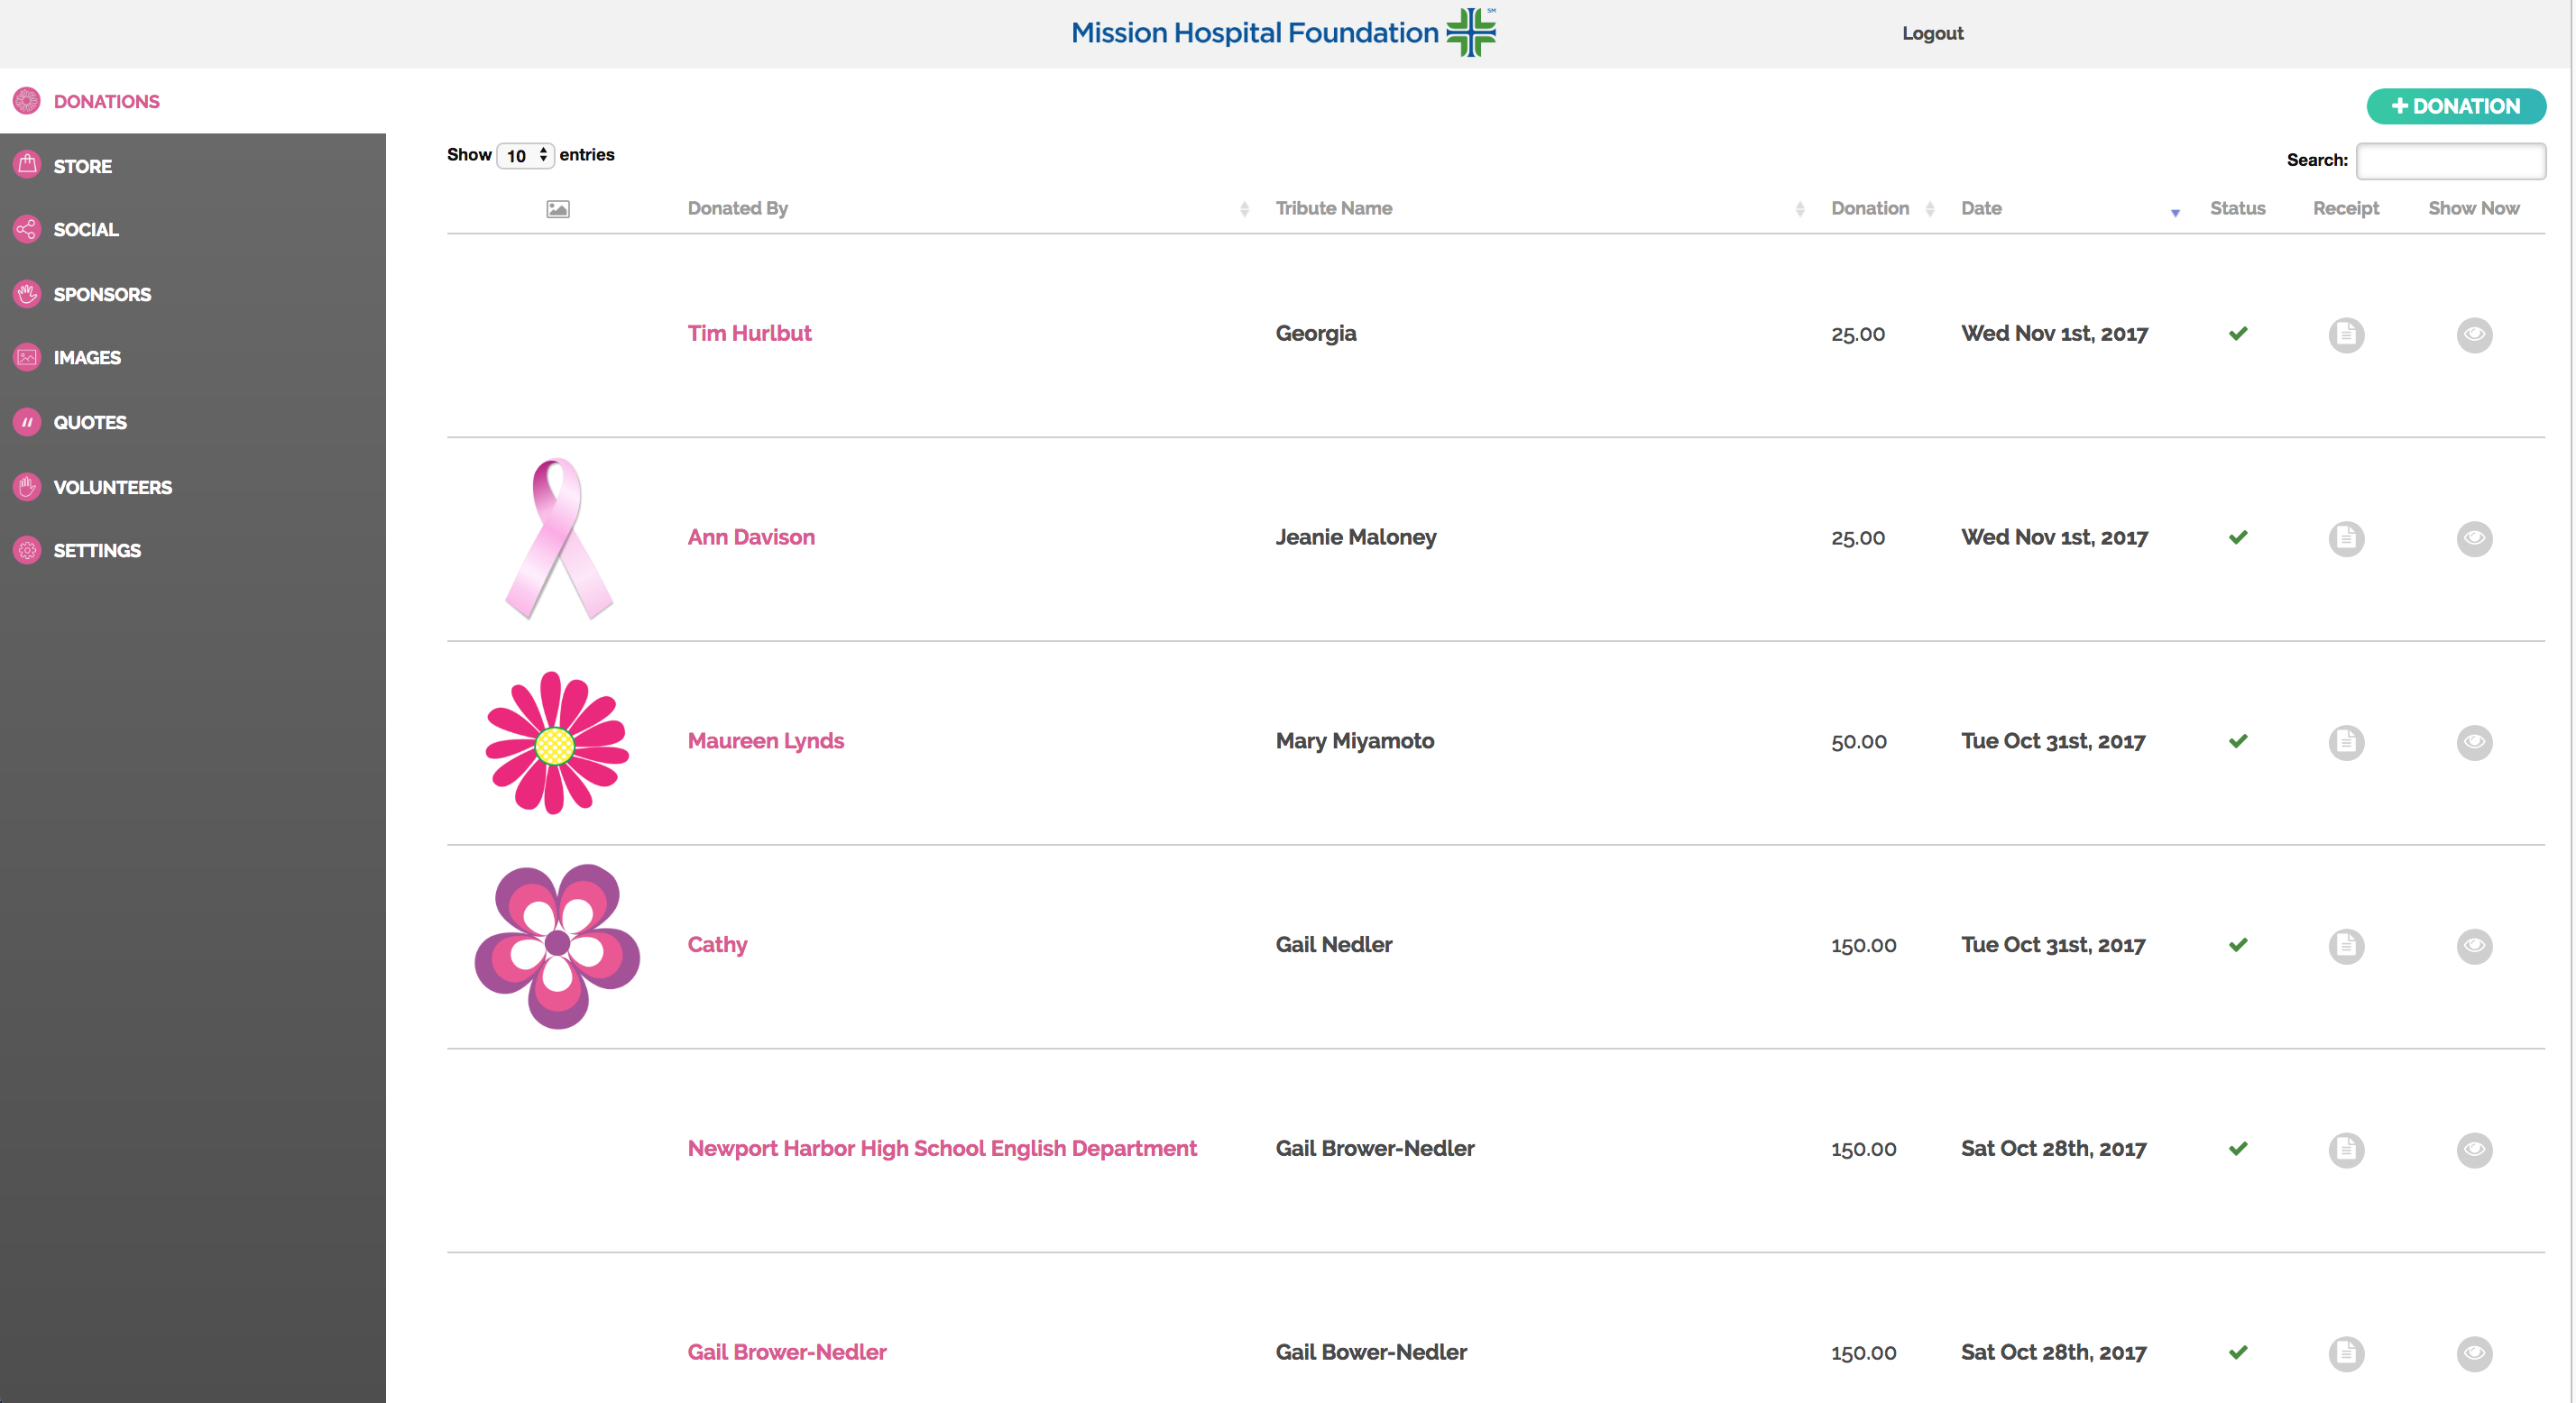 Mission Hospital Foundation SM
Logout
DONATIONS
+ DONATION
STORE
SOCIAL
SPONSORS
IMAGES
QUOTES
VOLUNTEERS
SETTINGS
Show 10 entries
Search:
Donated By Tribute Name Donation Date Status Receipt Show Now
Tim Hurlbut Georgia 25.00 Wed Nov 1st, 2017
Ann Davison Jeanie Maloney 25.00 Wed Nov 1st, 2017
Maureen Lynds Mary Miyamoto 50.00 Tue Oct 31st, 2017
Cathy Gail Nedler 150.00 Tue Oct 31st, 2017
Newport Harbor High School English Department Gail Brower-Nedler 150.00 Sat Oct 28th, 2017
Gail Brower-Nedler Gail Bower-Nedler 150.00 Sat Oct 28th, 2017